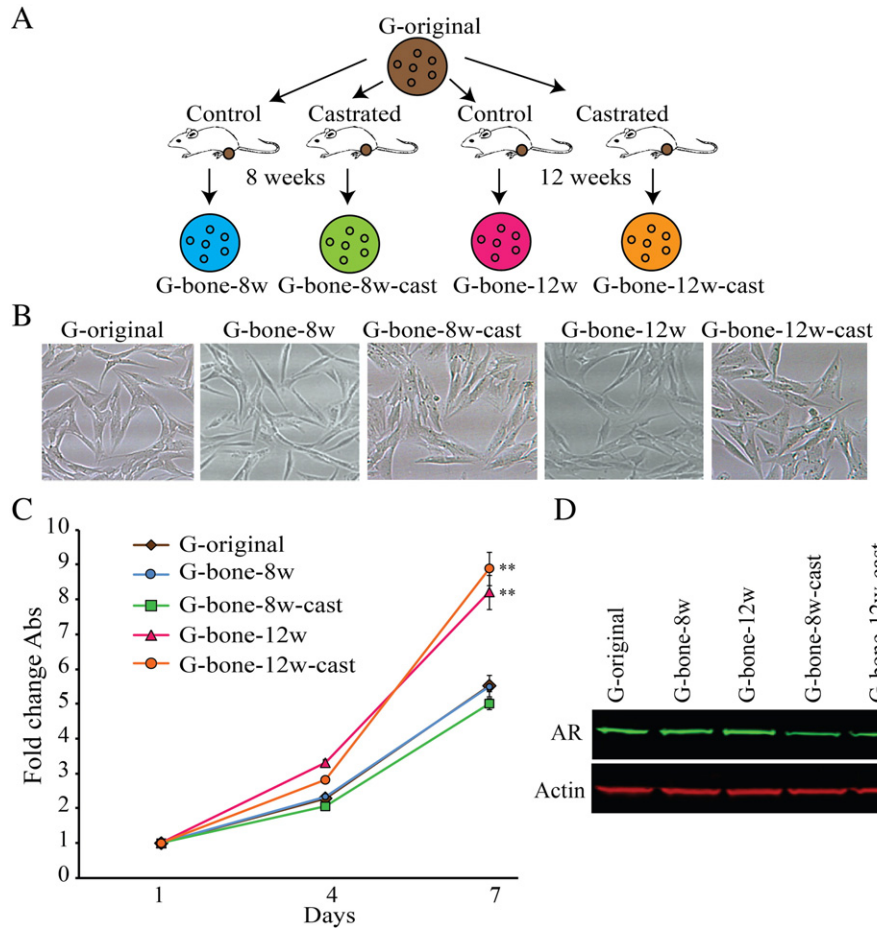 A
G-original
Control Castrated Control Castrated
8 weeks 12 weeks
G-bone-8w G-bone-8w-cast G-bone-12w G-bone-12w-cast
B
G-original G-bone-8w G-bone-8w-cast G-bone-12w G-bone-12w-cast
C
Fold change Abs
10
9
8
7
6
5
4
3
2
1
0
G-original
G-bone-8w
G-bone-8w-cast
G-bone-12w
G-bone-12w-cast
**
**
1 4 7
Days
D
G-original
G-bone-8w
G-bone-12w
G-bone-8w-cast
G-bone-12w-cast
AR
Actin